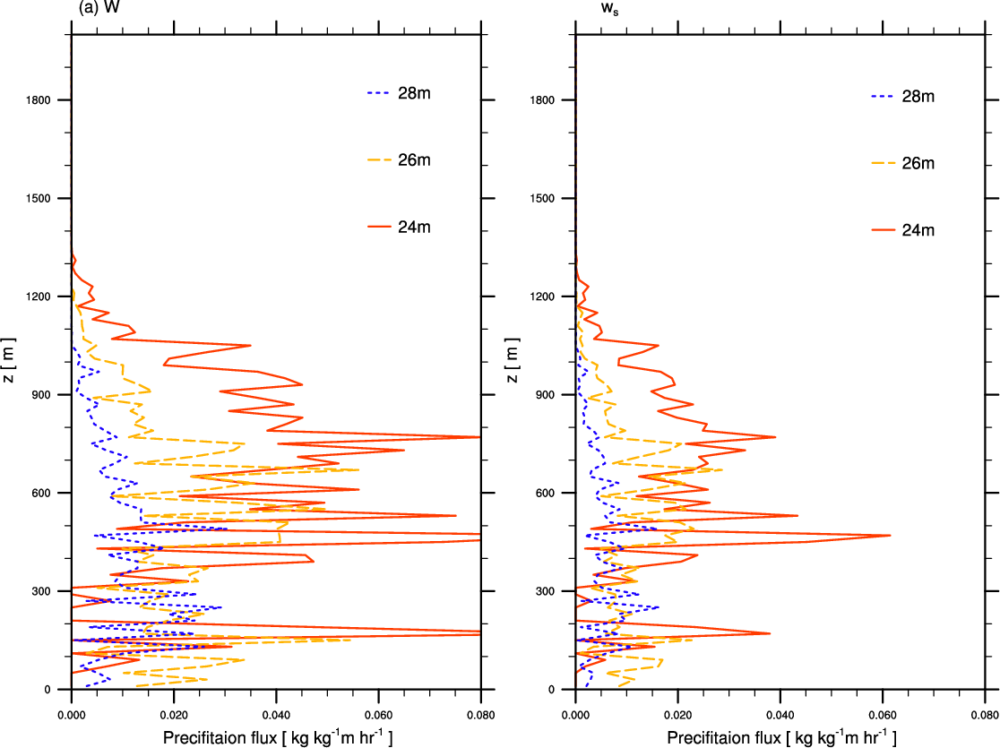 (a) W
w_s
28m
26m
24m
28m
26m
24m
1800
1500
1200
900
600
300
0
z [ m ]
0.000 0.020 0.040 0.060 0.080
Precifitaion flux [ kg kg⁻¹m hr⁻¹ ]
1800
1500
1200
900
600
300
0
z [ m ]
0.000 0.020 0.040 0.060 0.080
Precifitaion flux [ kg kg⁻¹m hr⁻¹ ]